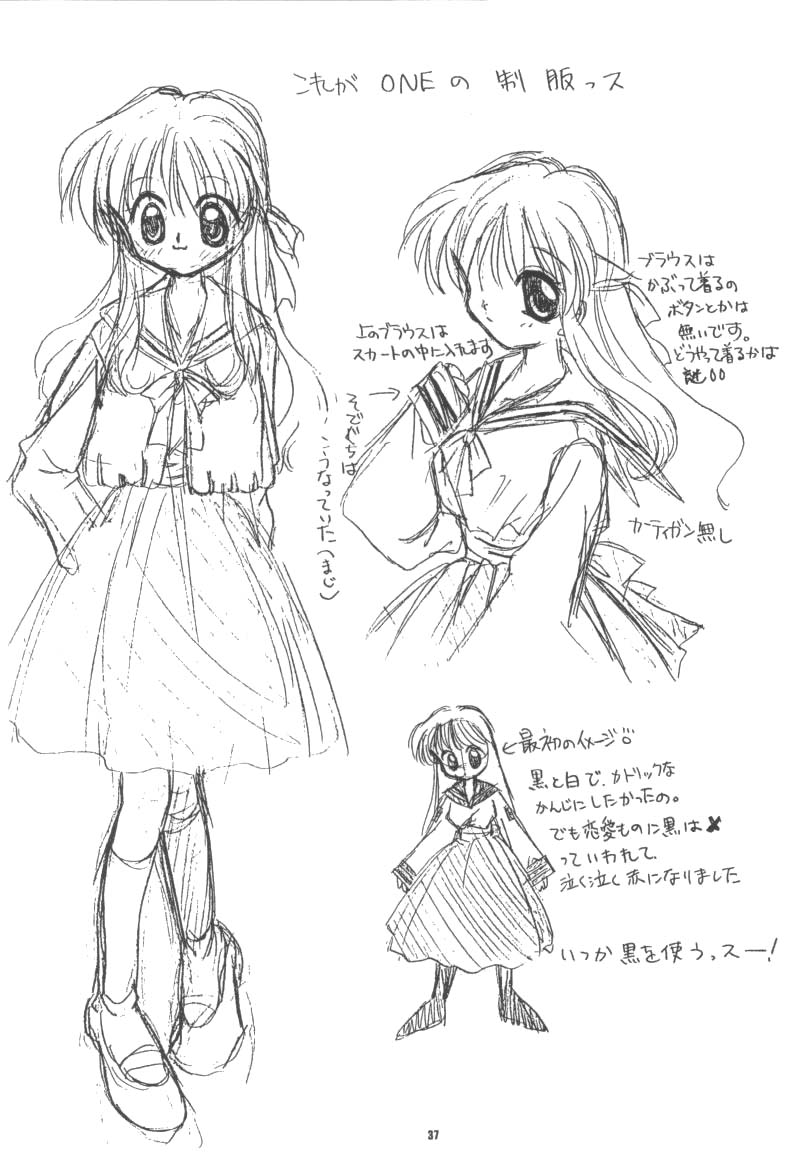 これが ONEの 制服っス
ブラウスは
かぶって着るの
ボタンとかは
無いです。
どうやって着るかは
謎
上のブラウスは
スカートの中に入れます
そでぐちは
→
こうなっていた(まじ)
カーディガン無し
←最初のイメージ
黒と白で、カトリックな
かんじにしたかったの。
でも恋愛ものに黒は✘
っていわれて、
泣く泣く赤になりました
いつか黒を使うっスー!
37